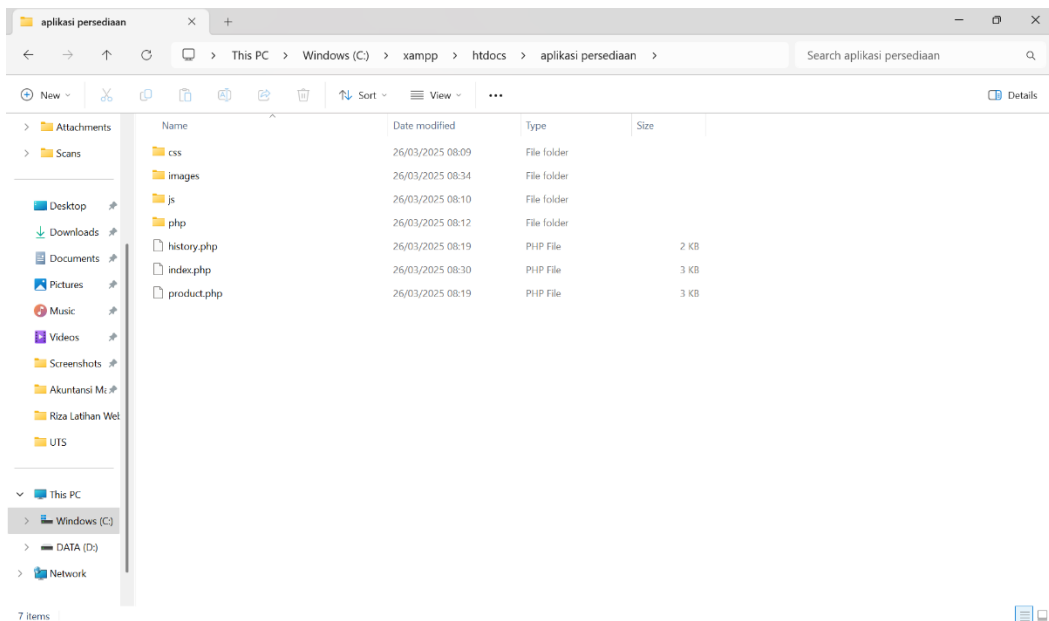 aplikasi persediaan
This PC > Windows (C:) > xampp > htdocs > aplikasi persediaan >
Search aplikasi persediaan
New
Sort
View
Details
Attachments
Scans
Desktop
Downloads
Documents
Pictures
Music
Videos
Screenshots
Akuntansi Ma
Riza Latihan Web
UTS
This PC
Windows (C:)
DATA (D:)
Network
Name Date modified Type Size
css 26/03/2025 08:09 File folder
images 26/03/2025 08:34 File folder
js 26/03/2025 08:10 File folder
php 26/03/2025 08:12 File folder
history.php 26/03/2025 08:19 PHP File 2 KB
index.php 26/03/2025 08:30 PHP File 3 KB
product.php 26/03/2025 08:19 PHP File 3 KB
7 items